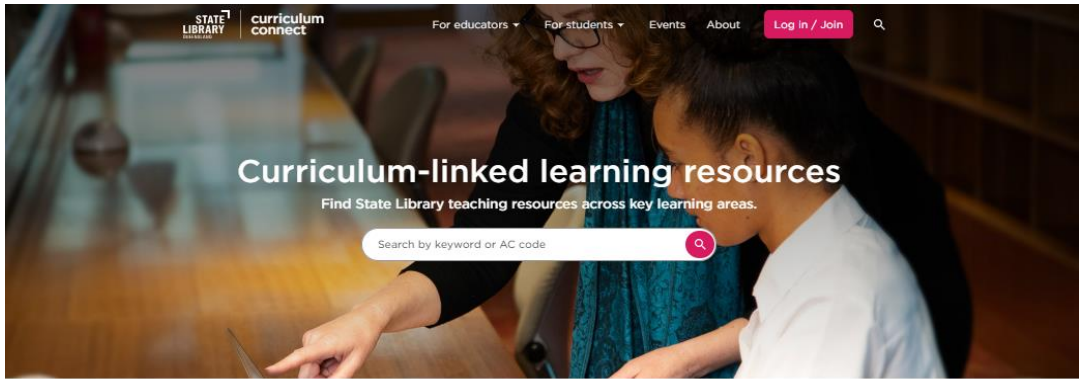 STATE LIBRARY QUEENSLAND
curriculum connect
For educators
For students
Events
About
Log in / Join
Curriculum-linked learning resources
Find State Library teaching resources across key learning areas.
Search by keyword or AC code